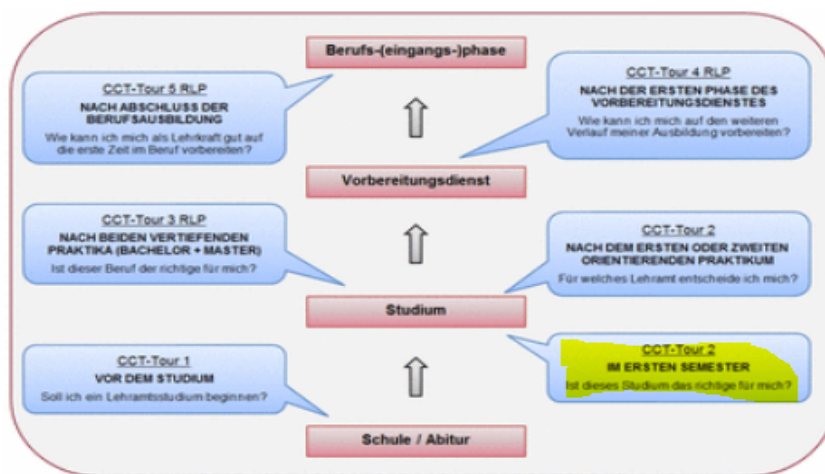 Berufs-(eingangs-)phase
CCT-Tour 5 RLP
NACH ABSCHLUSS DER
BERUFSAUSBILDUNG
Wie kann ich mich als Lehrkraft gut auf
die erste Zeit im Beruf vorbereiten?
CCT-Tour 4 RLP
NACH DER ERSTEN PHASE DES
VORBEREITUNGSDIENSTES
Wie kann ich mich auf den weiteren
Verlauf meiner Ausbildung vorbereiten?
Vorbereitungsdienst
CCT-Tour 3 RLP
NACH BEIDEN VERTIEFENDEN
PRAKTIKA (BACHELOR + MASTER)
Ist dieser Beruf der richtige für mich?
CCT-Tour 2
NACH DEM ERSTEN ODER ZWEITEN
ORIENTIERENDEN PRAKTIKUM
Für welches Lehramt entscheide ich mich?
Studium
CCT-Tour 1
VOR DEM STUDIUM
Soll ich ein Lehramtsstudium beginnen?
CCT-Tour 2
IM ERSTEN SEMESTER
Ist dieses Studium das richtige für mich?
Schule / Abitur